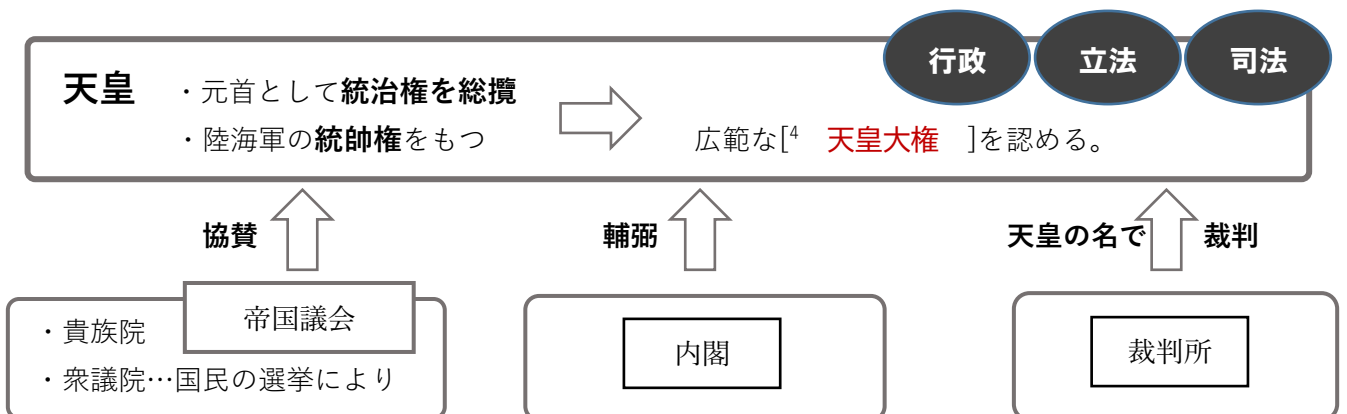 行政 立法 司法
天皇 ・元首として統治権を総攬
・陸海軍の統帥権をもつ 広範な[4 天皇大権 ]を認める。
協賛 輔弼 天皇の名で 裁判
帝国議会
・貴族院
・衆議院…国民の選挙により
内閣
裁判所